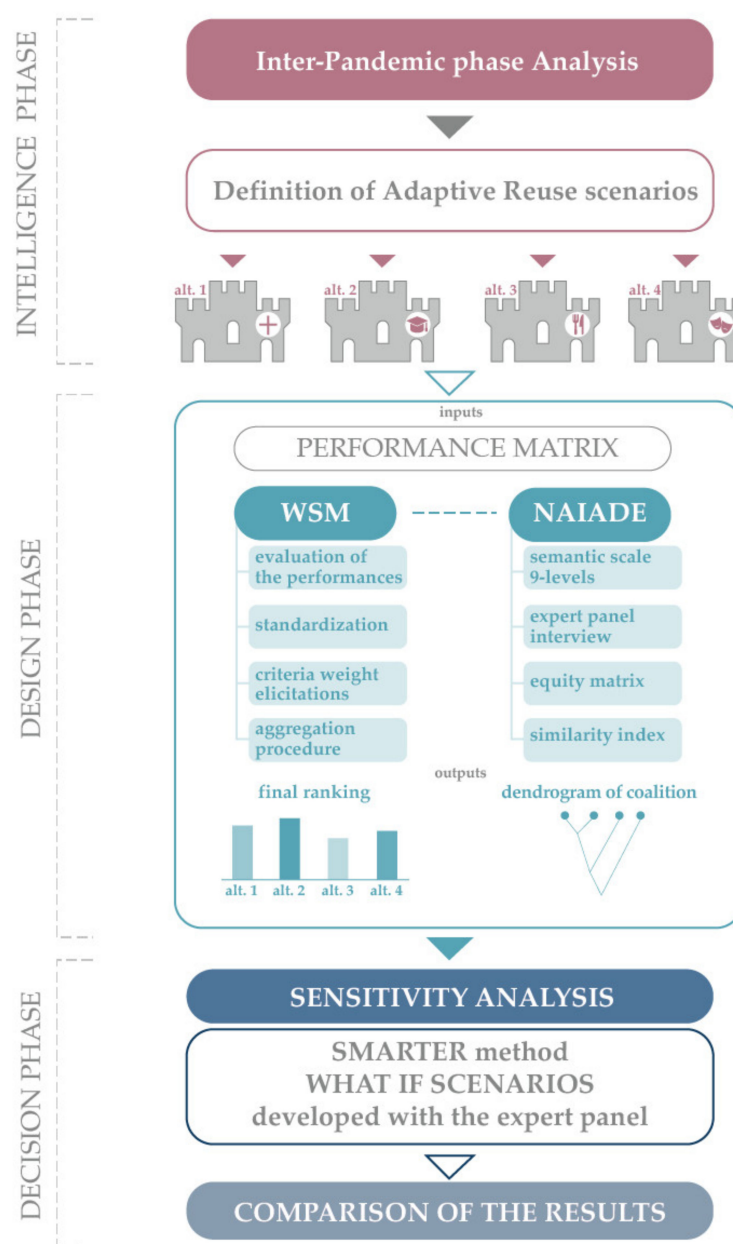 INTELLIGENCE PHASE
Inter-Pandemic phase Analysis
Definition of Adaptive Reuse scenarios
alt. 1
alt. 2
alt. 3
alt. 4
DESIGN PHASE
inputs
PERFORMANCE MATRIX
WSM
evaluation of
the performances
standardization
criteria weight
elicitations
aggregation
procedure
NAIADE
semantic scale
9-levels
expert panel
interview
equity matrix
similarity index
outputs
final ranking
alt. 1
alt. 2
alt. 3
alt. 4
dendrogram of coalition
DECISION PHASE
SENSITIVITY ANALYSIS
SMARTER method
WHAT IF SCENARIOS
developed with the expert panel
COMPARISON OF THE RESULTS